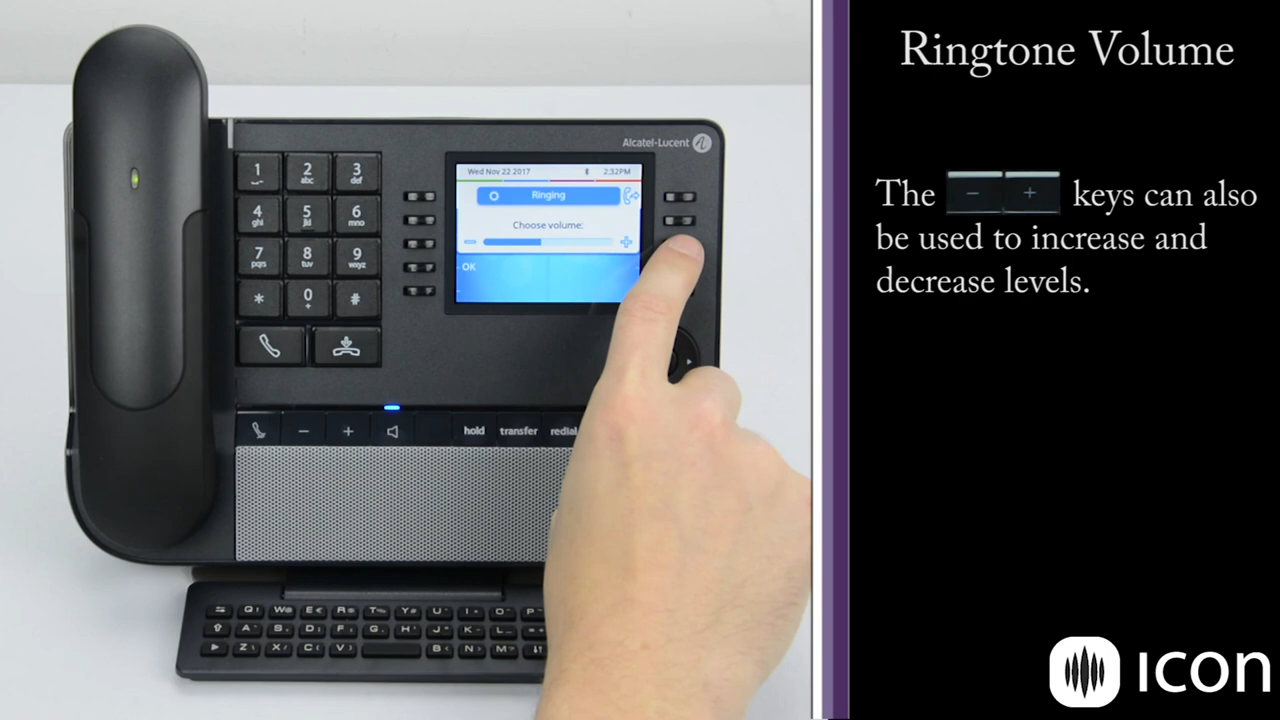 Ringtone Volume
The − + keys can also
be used to increase and
decrease levels.
icon
Alcatel-Lucent
Wed Nov 22 2017 2:32PM
Ringing
Choose volume:
OK
1 2 abc 3 def
4 ghi 5 jkl 6 mno
7 pqrs 8 tuv 9 wxyz
* 0 + #
− + hold transfer redial
Q W E R T Y U I O P
A S D F G H J K L
Z X C V B N M